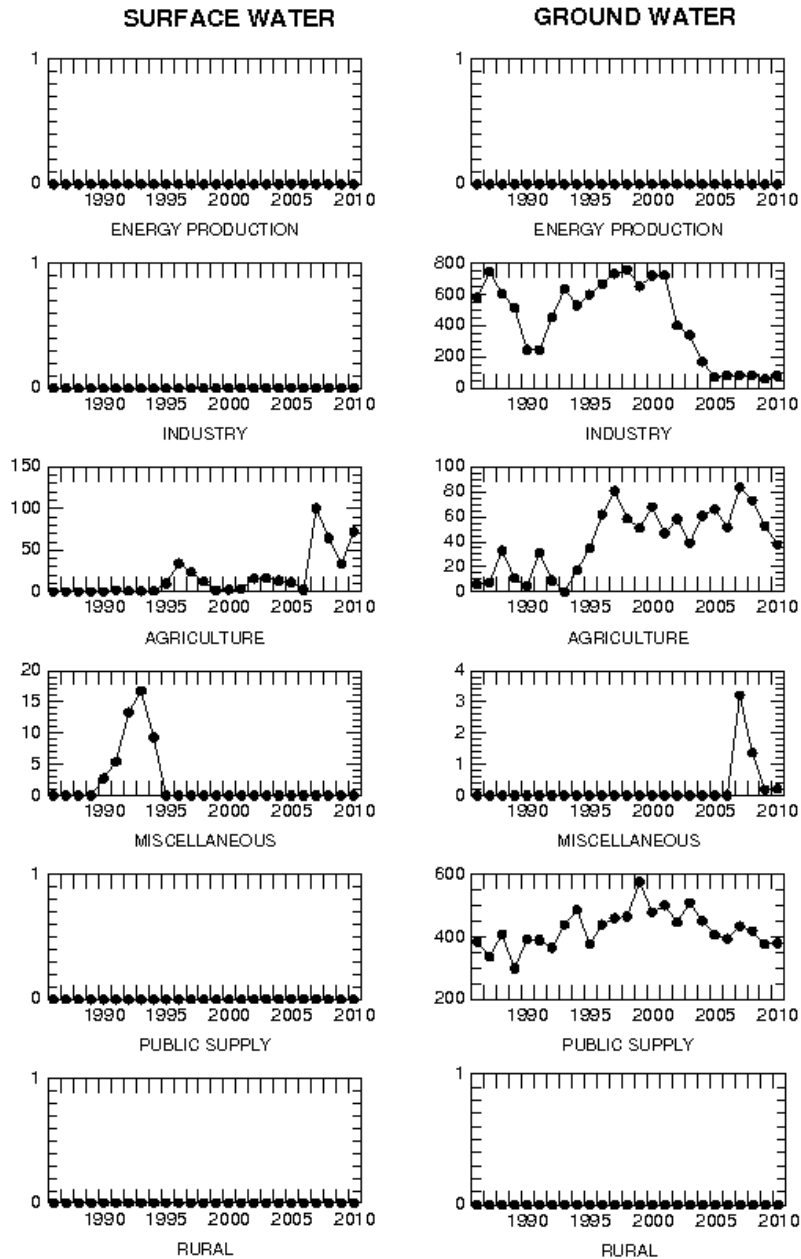 SURFACE WATER GROUND WATER
1 1
0 0
1990 1995 2000 2005 2010 1990 1995 2000 2005 2010
ENERGY PRODUCTION ENERGY PRODUCTION
1 800
600
400
200
0 0
1990 1995 2000 2005 2010 1990 1995 2000 2005 2010
INDUSTRY INDUSTRY
150 100
80
100
60
50 40
20
0 0
1990 1995 2000 2005 2010 1990 1995 2000 2005 2010
AGRICULTURE AGRICULTURE
20 4
15 3
10 2
5 1
0 0
1990 1995 2000 2005 2010 1990 1995 2000 2005 2010
MISCELLANEOUS MISCELLANEOUS
1 600
400
0 200
1990 1995 2000 2005 2010 1990 1995 2000 2005 2010
PUBLIC SUPPLY PUBLIC SUPPLY
1 1
0 0
1990 1995 2000 2005 2010 1990 1995 2000 2005 2010
RURAL RURAL